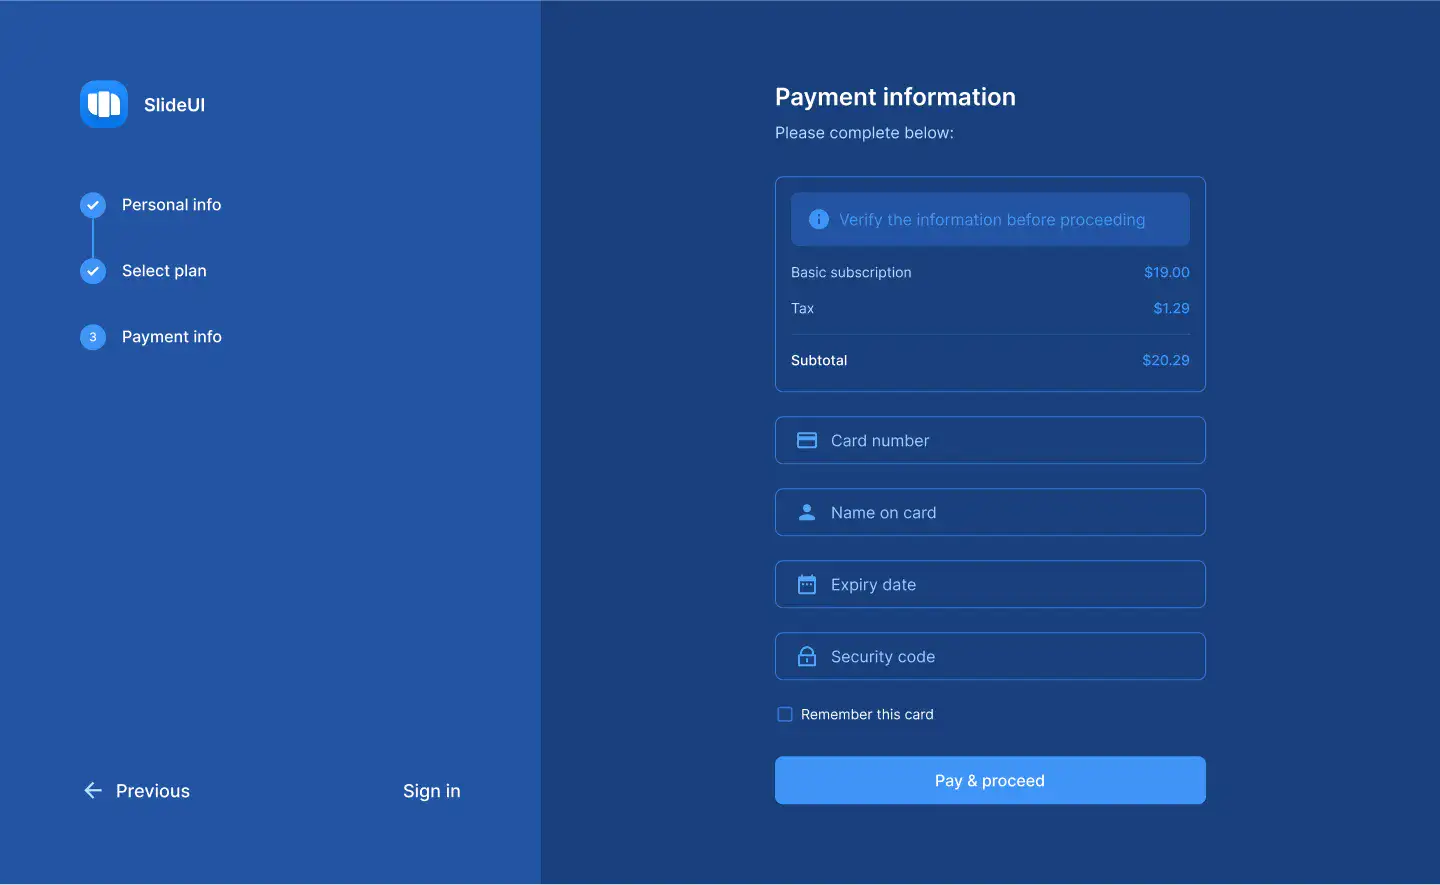 SlideUI
Personal info
Select plan
3 Payment info
Previous
Sign in
Payment information
Please complete below:
Verify the information before proceeding
Basic subscription $19.00
Tax $1.29
Subtotal $20.29
Card number
Name on card
Expiry date
Security code
Remember this card
Pay & proceed